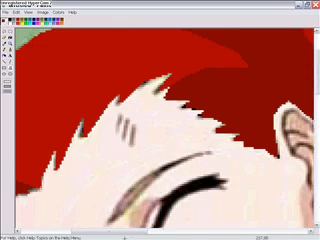 Unregistered HyperCam 2
File Edit View Image Colors Help
For Help, click Help Topics on the Help Menu.